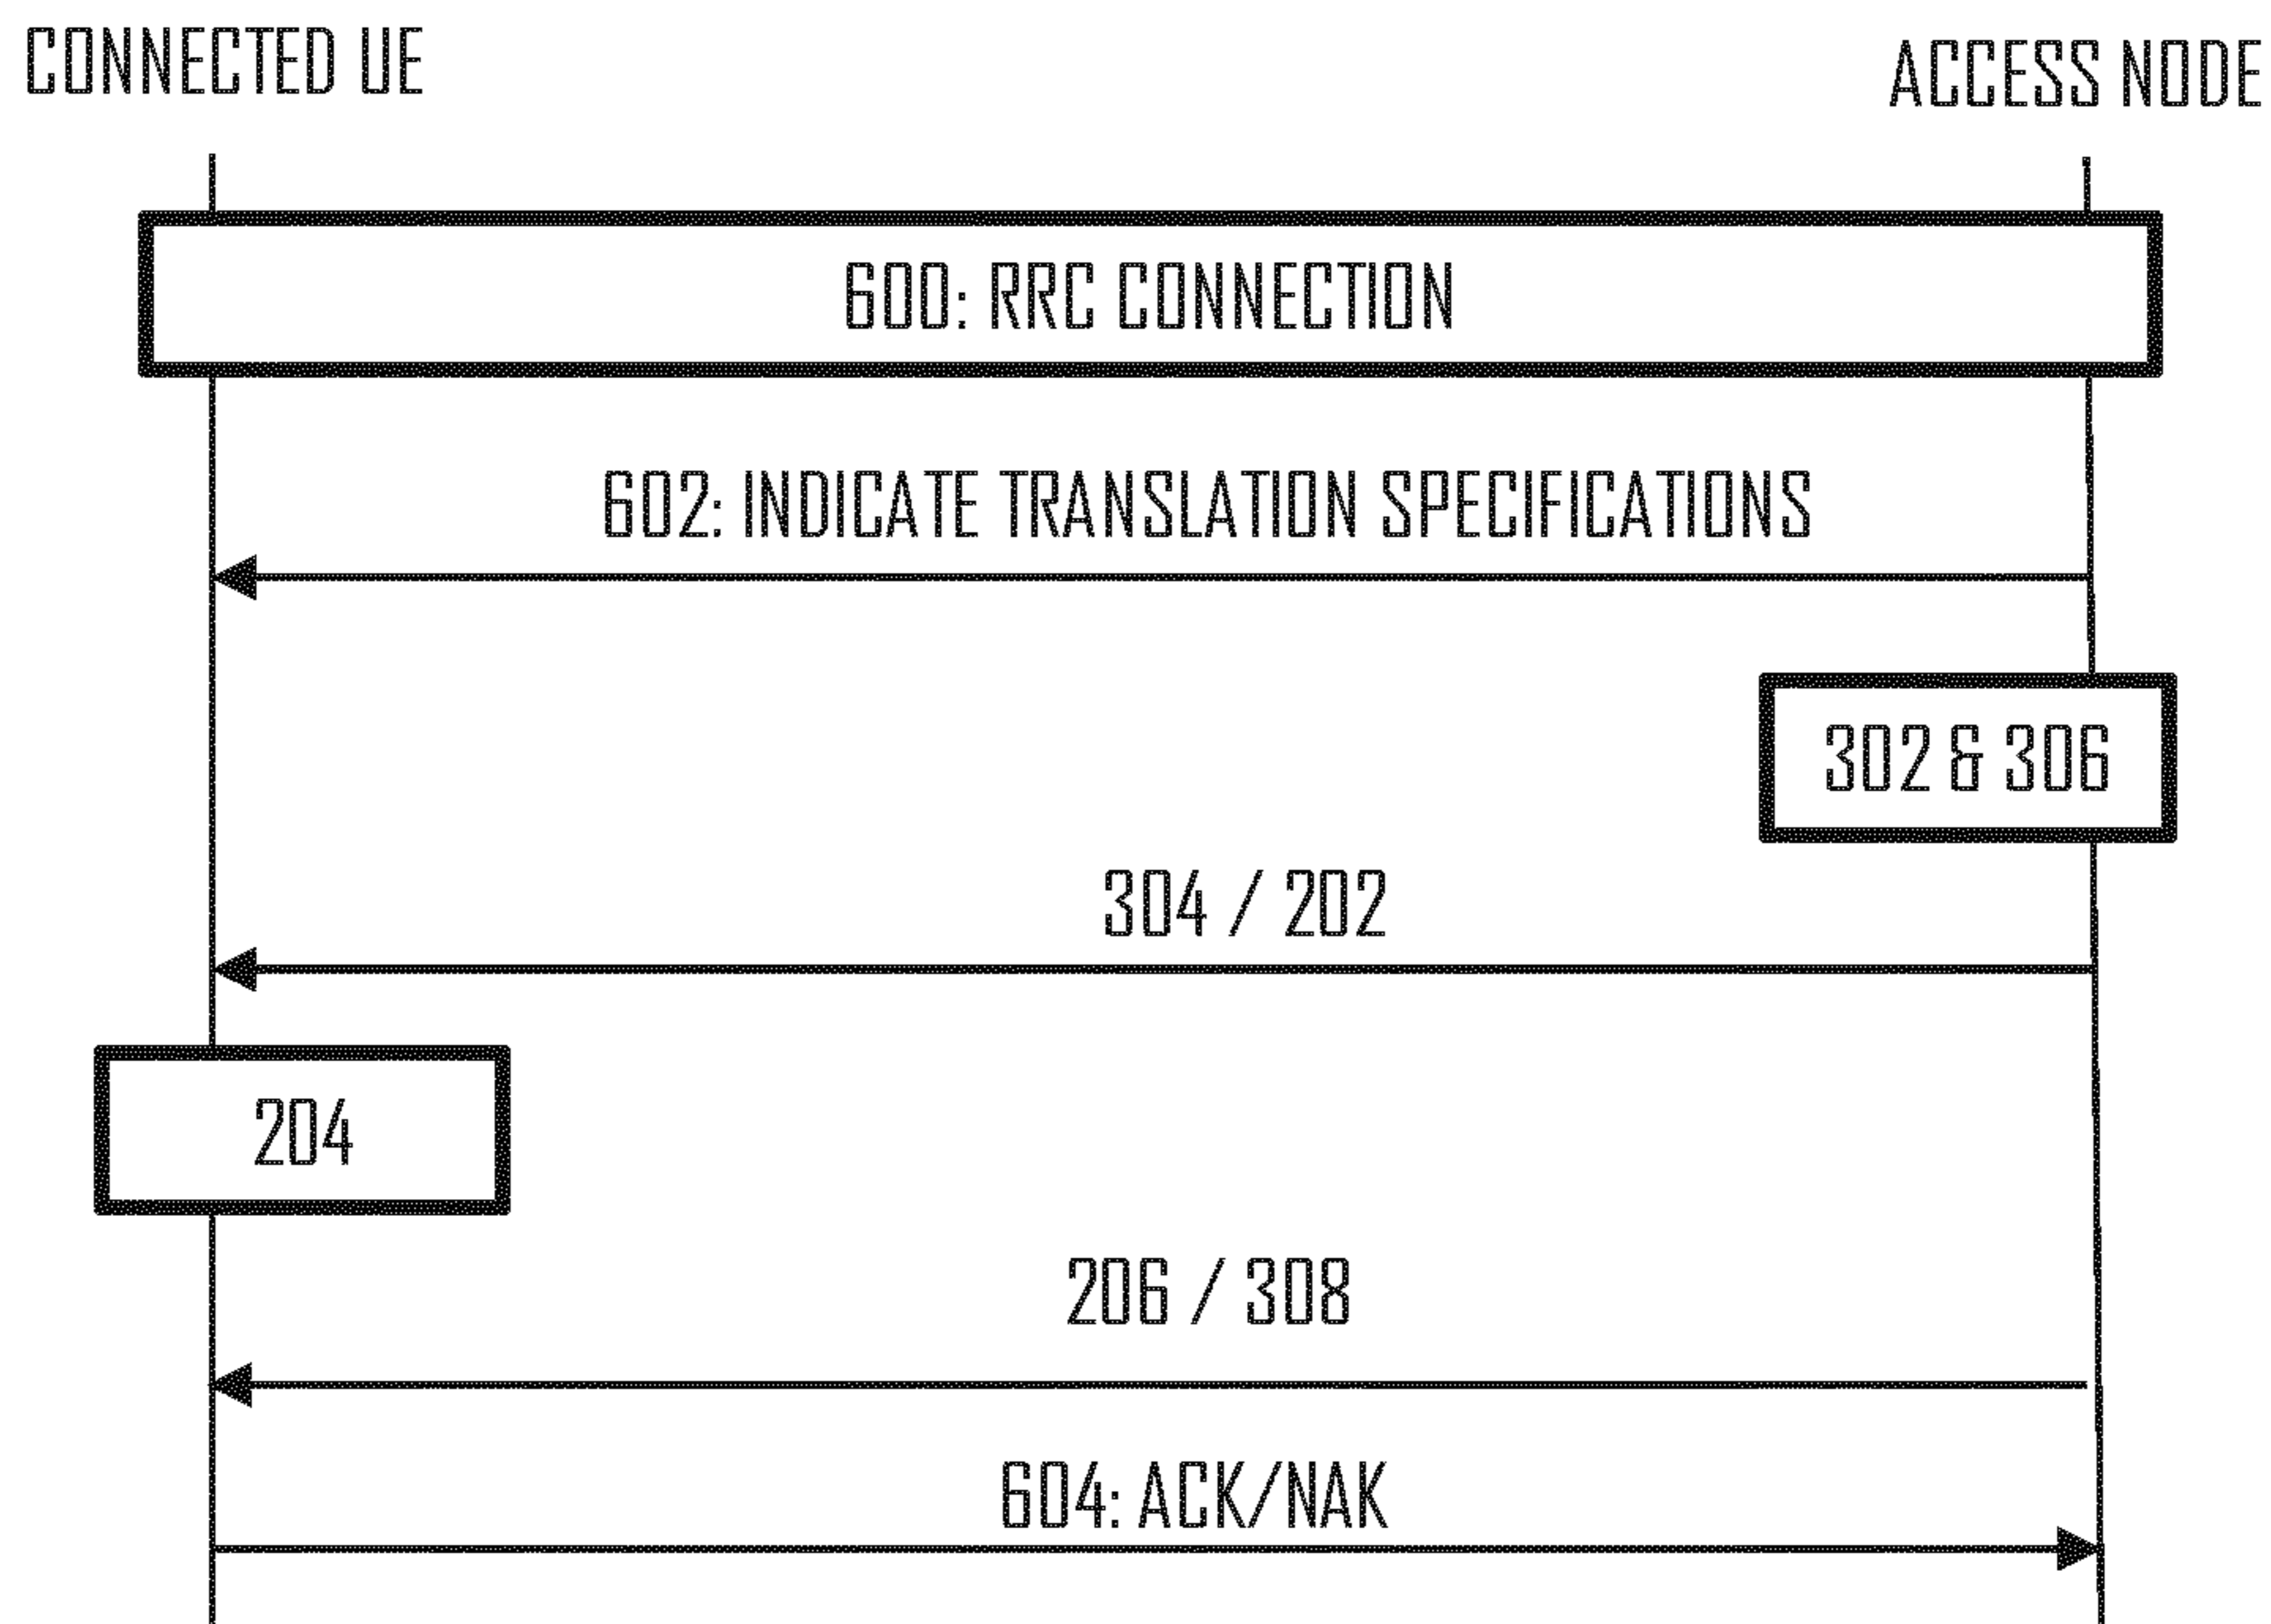 CONNECTED UE
ACCESS NODE
600: RRC CONNECTION
602: INDICATE TRANSLATION SPECIFICATIONS
302 & 306
304 / 202
204
206 / 308
604: ACK/NAK